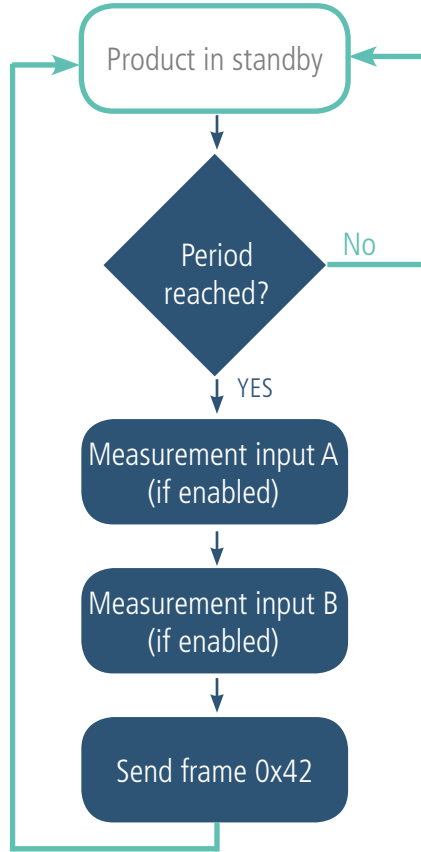 Product in standby
Period
reached?
No
YES
Measurement input A
(if enabled)
Measurement input B
(if enabled)
Send frame 0x42